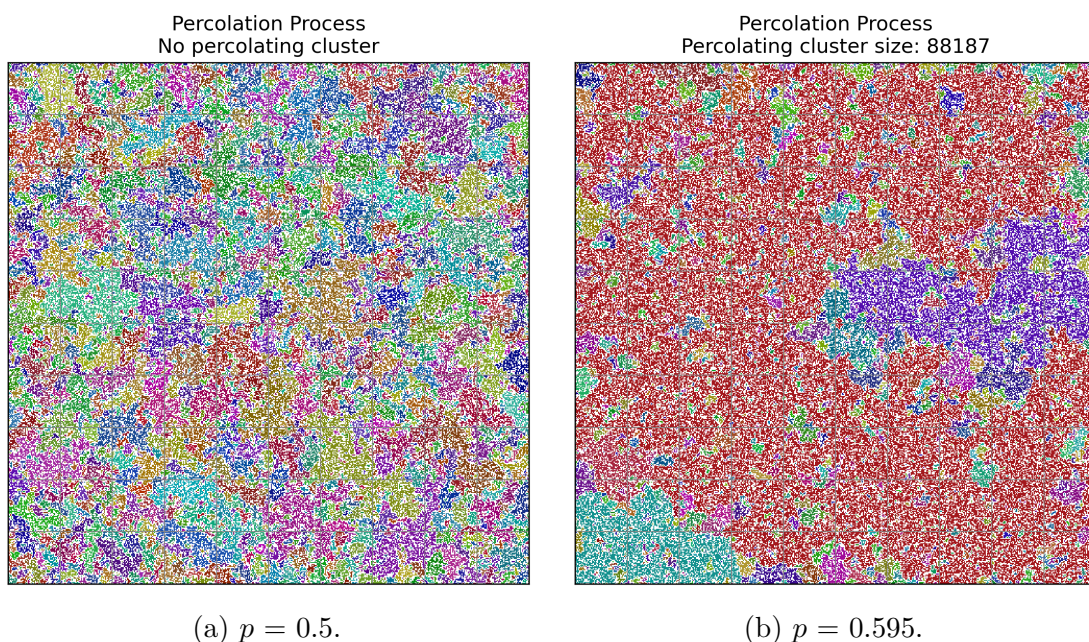 Percolation Process
No percolating cluster
Percolation Process
Percolating cluster size: 88187
(a) p = 0.5.
(b) p = 0.595.